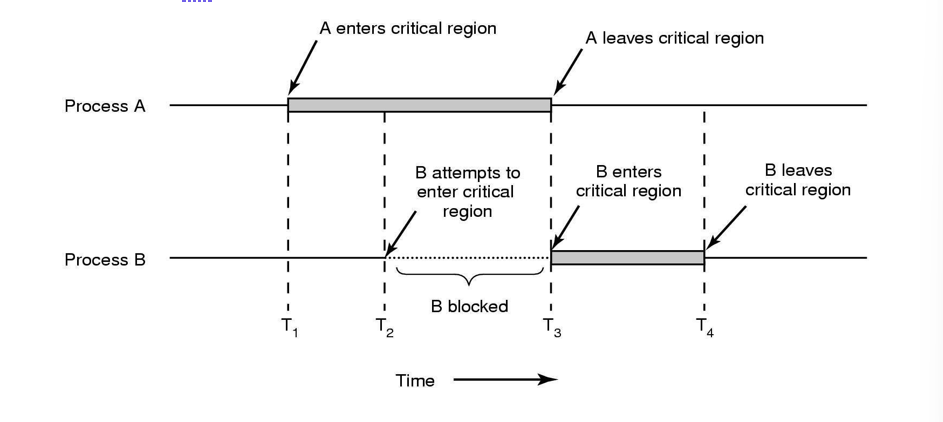 A enters critical region
A leaves critical region
Process A
B attempts to
enter critical
region
B enters
critical region
B leaves
critical region
Process B
B blocked
T1
T2
T3
T4
Time